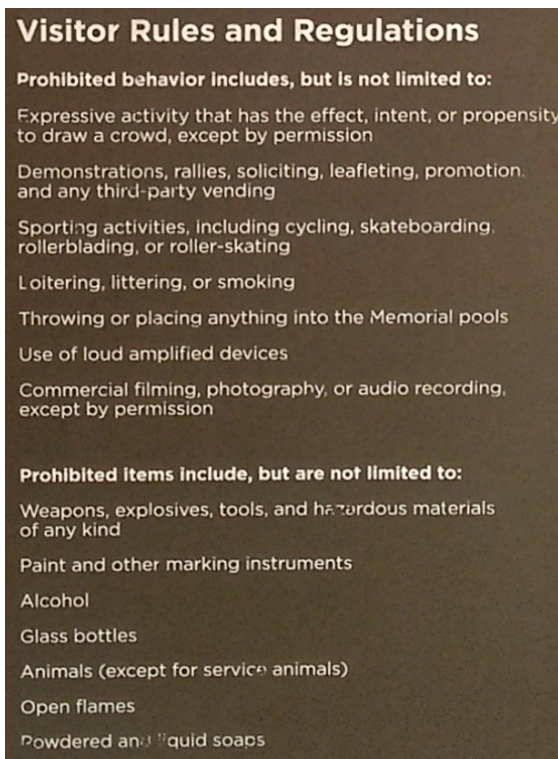 Visitor Rules and Regulations
Prohibited behavior includes, but is not limited to:
Expressive activity that has the effect, intent, or propensity
to draw a crowd, except by permission
Demonstrations, rallies, soliciting, leafleting, promotion,
and any third-party vending
Sporting activities, including cycling, skateboarding,
rollerblading, or roller-skating
Loitering, littering, or smoking
Throwing or placing anything into the Memorial pools
Use of loud amplified devices
Commercial filming, photography, or audio recording,
except by permission
Prohibited items include, but are not limited to:
Weapons, explosives, tools, and hazardous materials
of any kind
Paint and other marking instruments
Alcohol
Glass bottles
Animals (except for service animals)
Open flames
Powdered and liquid soaps